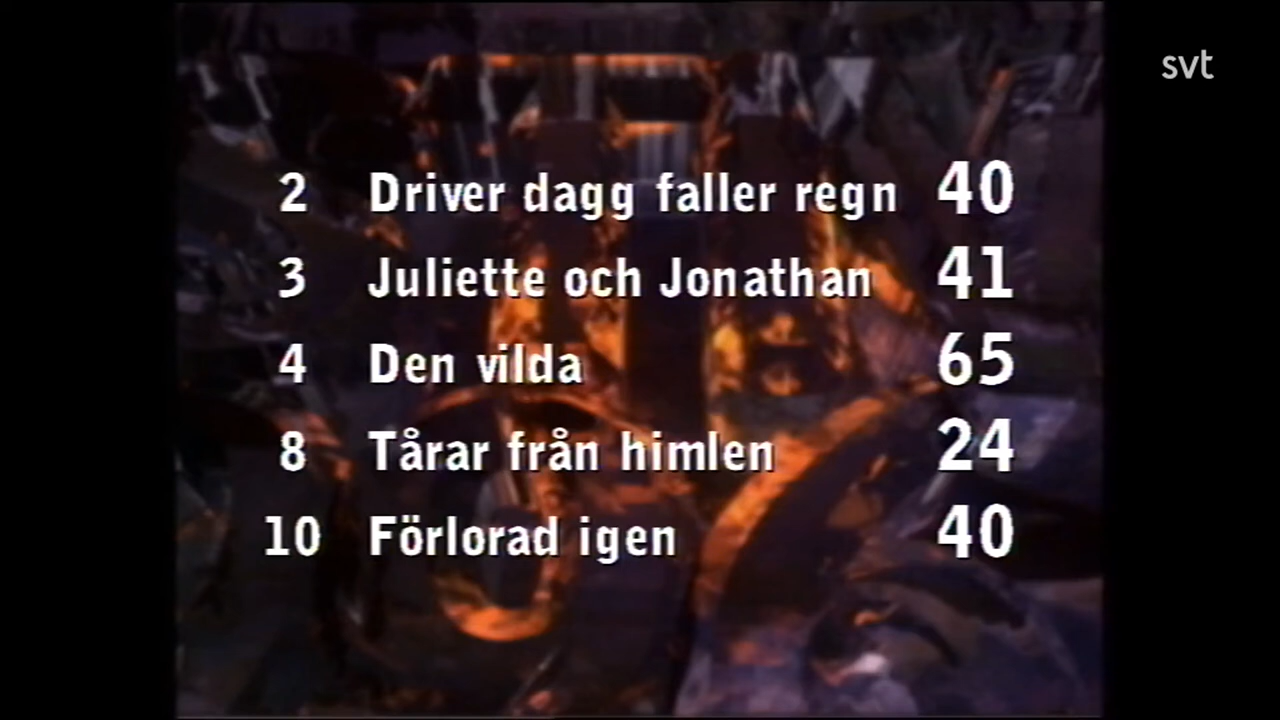 svt
2 Driver dagg faller regn 40
3 Juliette och Jonathan 41
4 Den vilda 65
8 Tårar från himlen 24
10 Förlorad igen 40